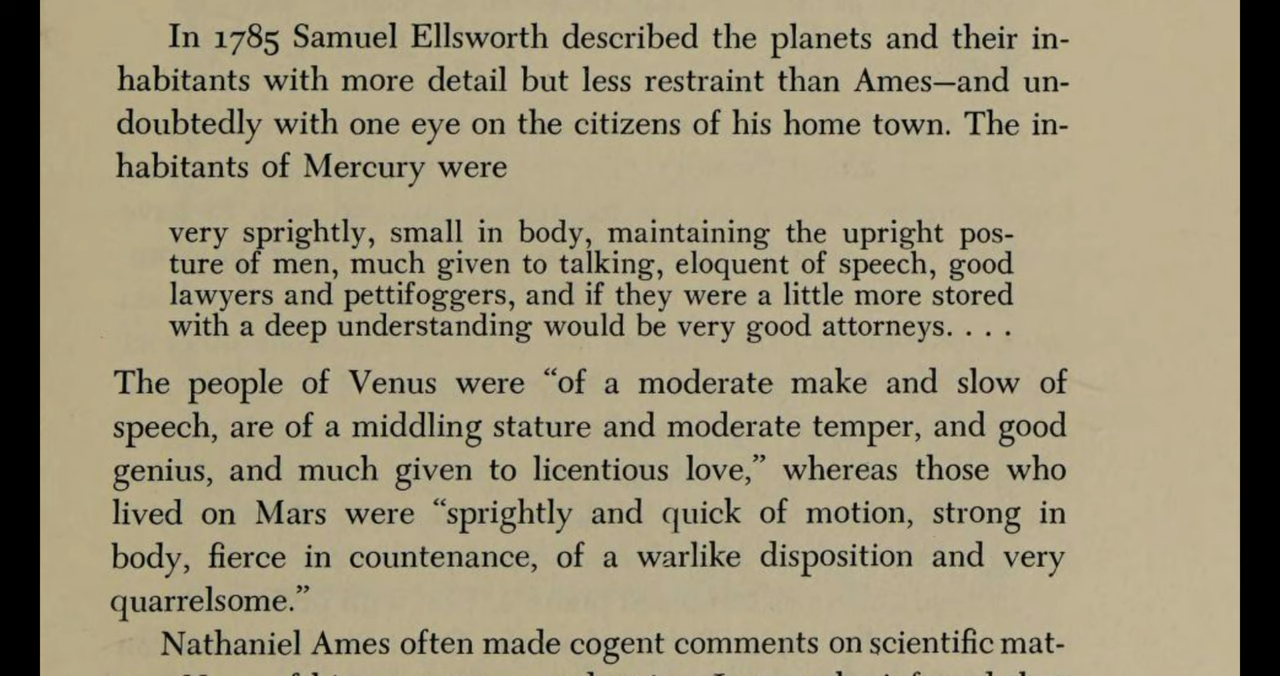 In 1785 Samuel Ellsworth described the planets and their in-
habitants with more detail but less restraint than Ames—and un-
doubtedly with one eye on the citizens of his home town. The in-
habitants of Mercury were
very sprightly, small in body, maintaining the upright pos-
ture of men, much given to talking, eloquent of speech, good
lawyers and pettifoggers, and if they were a little more stored
with a deep understanding would be very good attorneys. . . .
The people of Venus were “of a moderate make and slow of
speech, are of a middling stature and moderate temper, and good
genius, and much given to licentious love,” whereas those who
lived on Mars were “sprightly and quick of motion, strong in
body, fierce in countenance, of a warlike disposition and very
quarrelsome.”
Nathaniel Ames often made cogent comments on scientific mat-